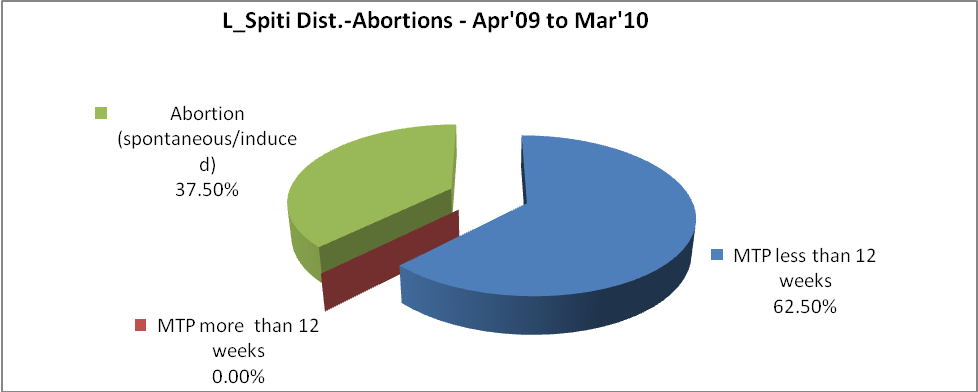 L_Spiti Dist.-Abortions - Apr'09 to Mar'10
Abortion
(spontaneous/induce
d)
37.50%
MTP less than 12
weeks
62.50%
MTP more than 12
weeks
0.00%